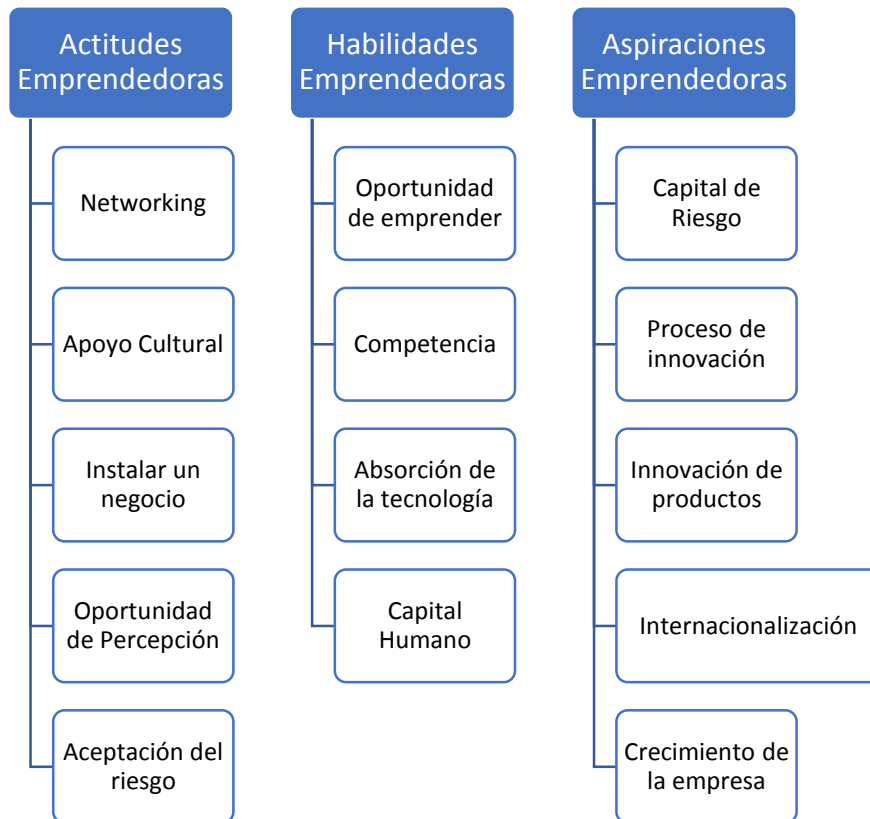 Actitudes
Emprendedoras
Networking
Apoyo Cultural
Instalar un
negocio
Oportunidad
de Percepción
Aceptación del
riesgo
Habilidades
Emprendedoras
Oportunidad
de emprender
Competencia
Absorción de
la tecnología
Capital
Humano
Aspiraciones
Emprendedoras
Capital de
Riesgo
Proceso de
innovación
Innovación de
productos
Internacionalización
Crecimiento de
la empresa